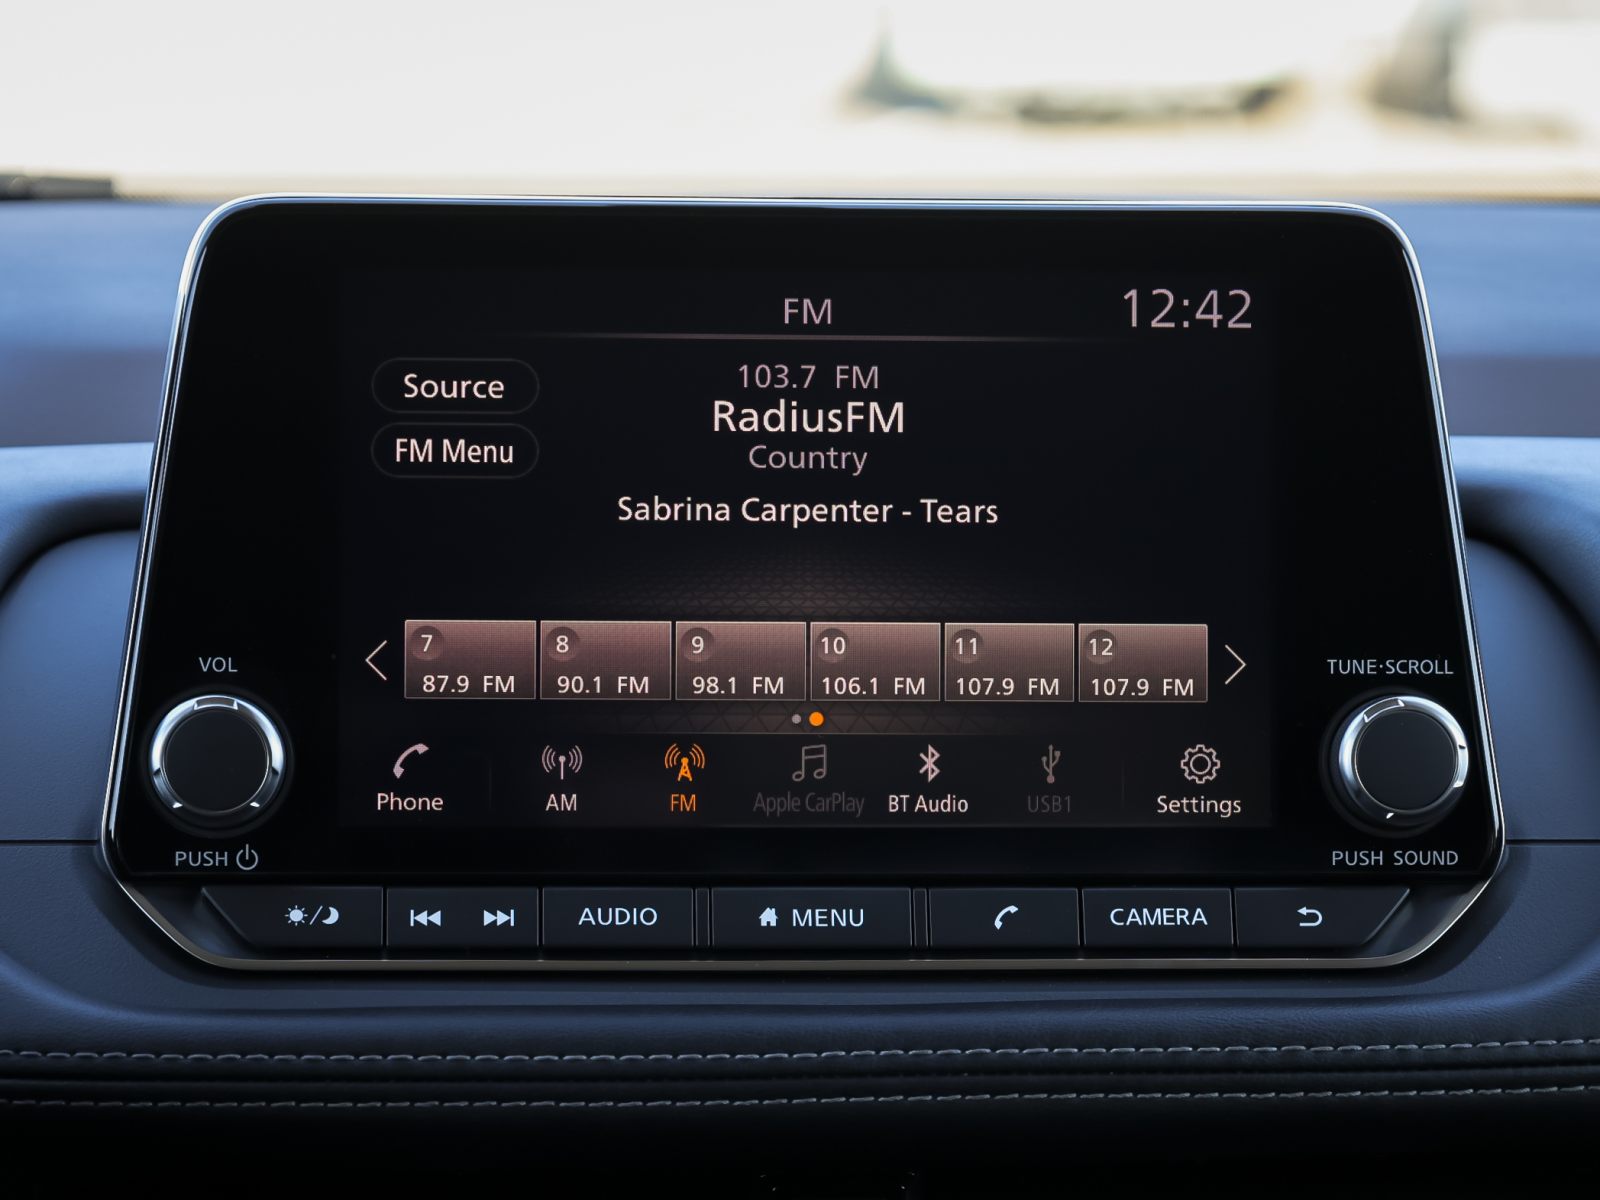 FM
12:42
Source
103.7 FM
RadiusFM
FM Menu
Country
Sabrina Carpenter - Tears
7
8
9
10
11
12
87.9 FM
90.1 FM
98.1 FM
106.1 FM
107.9 FM
107.9 FM
Phone
AM
FM
Apple CarPlay
BT Audio
USB1
Settings
VOL
PUSH
TUNE·SCROLL
PUSH SOUND
AUDIO
MENU
CAMERA